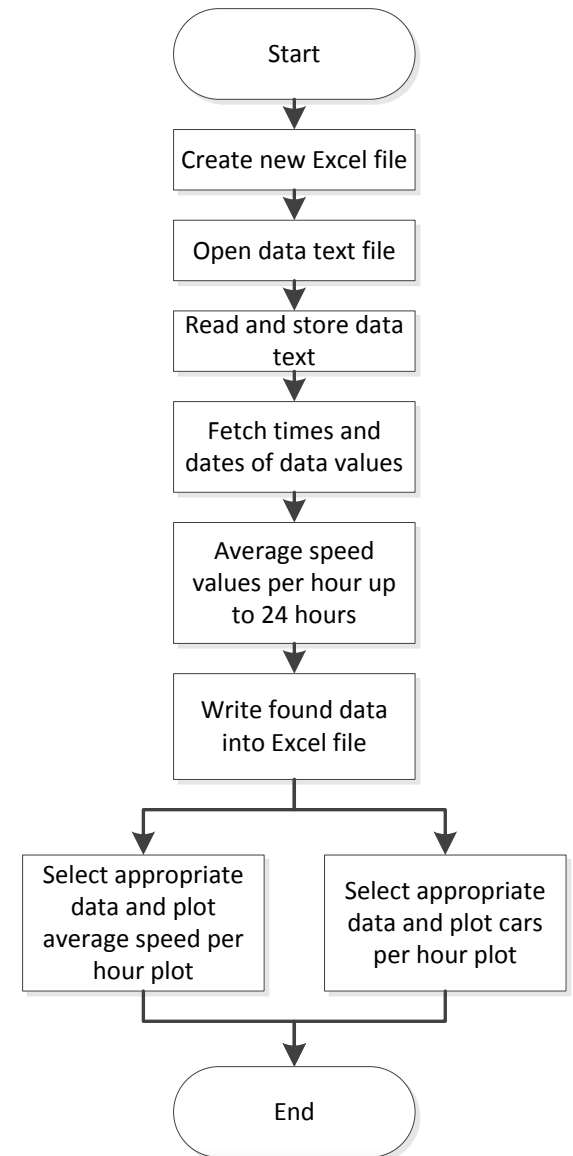 Start
Create new Excel file
Open data text file
Read and store data
text
Fetch times and
dates of data values
Average speed
values per hour up
to 24 hours
Write found data
into Excel file
Select appropriate
data and plot
average speed per
hour plot
Select appropriate
data and plot cars
per hour plot
End